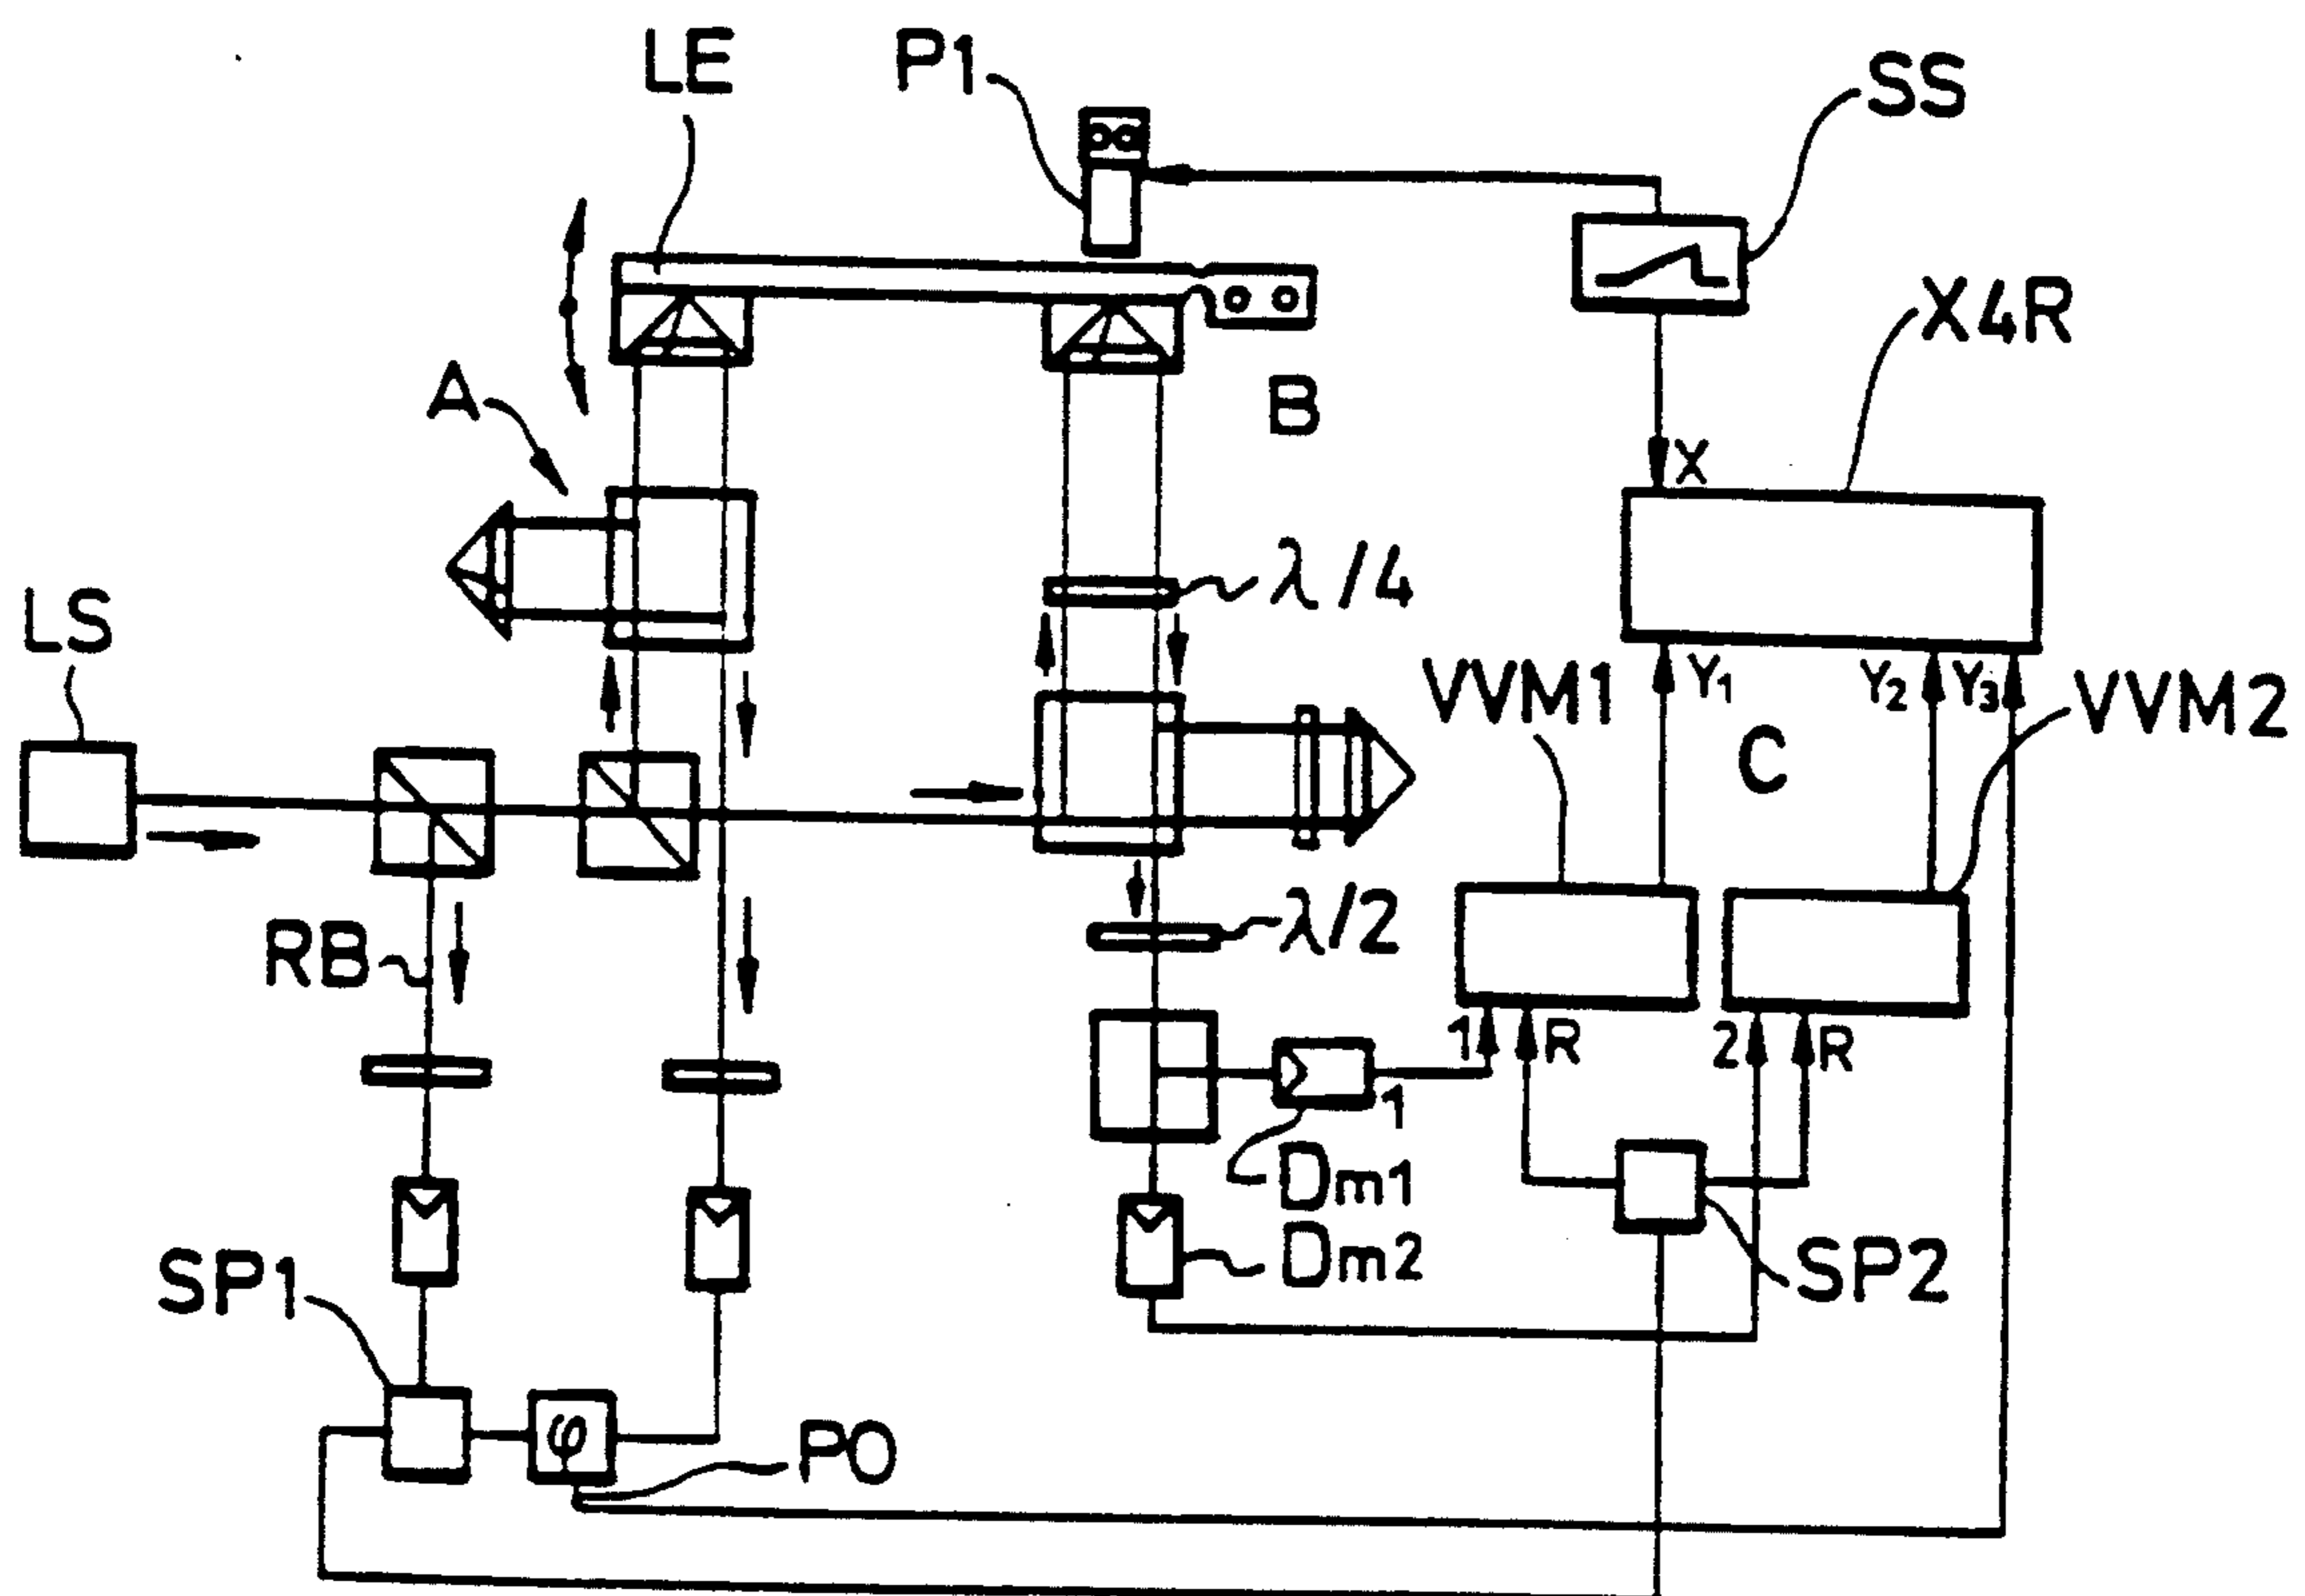 LE
P1
SS
X4R
A
B
X
λ/4
LS
VVM1
Y1
Y2
Y3
VVM2
C
RB
λ/2
1
R
2
R
1
Dm1
Dm2
SP1
SP2
φ
PO